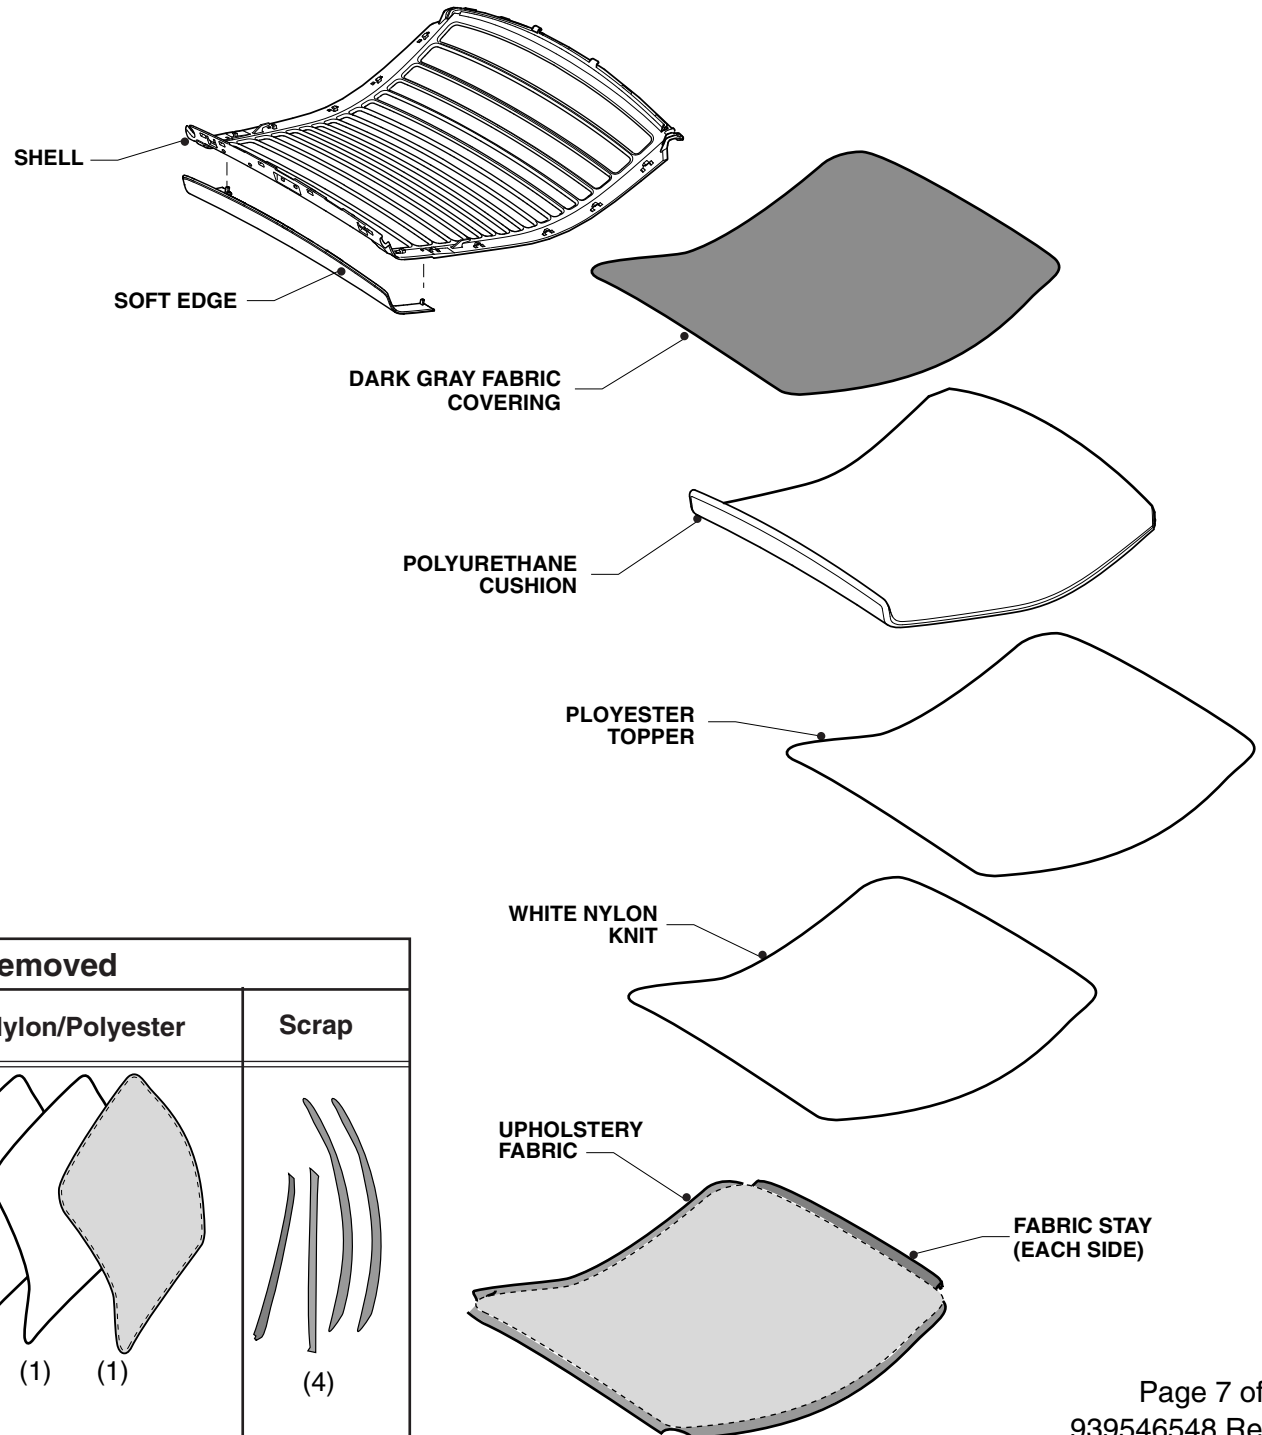 SHELL
SOFT EDGE
DARK GRAY FABRIC
COVERING
POLYURETHANE
CUSHION
PLOYESTER
TOPPER
WHITE NYLON
KNIT
UPHOLSTERY
FABRIC
FABRIC STAY
(EACH SIDE)
emoved
ylon/Polyester
Scrap
(1)
(1)
(4)
Page 7 of
939546548 Re